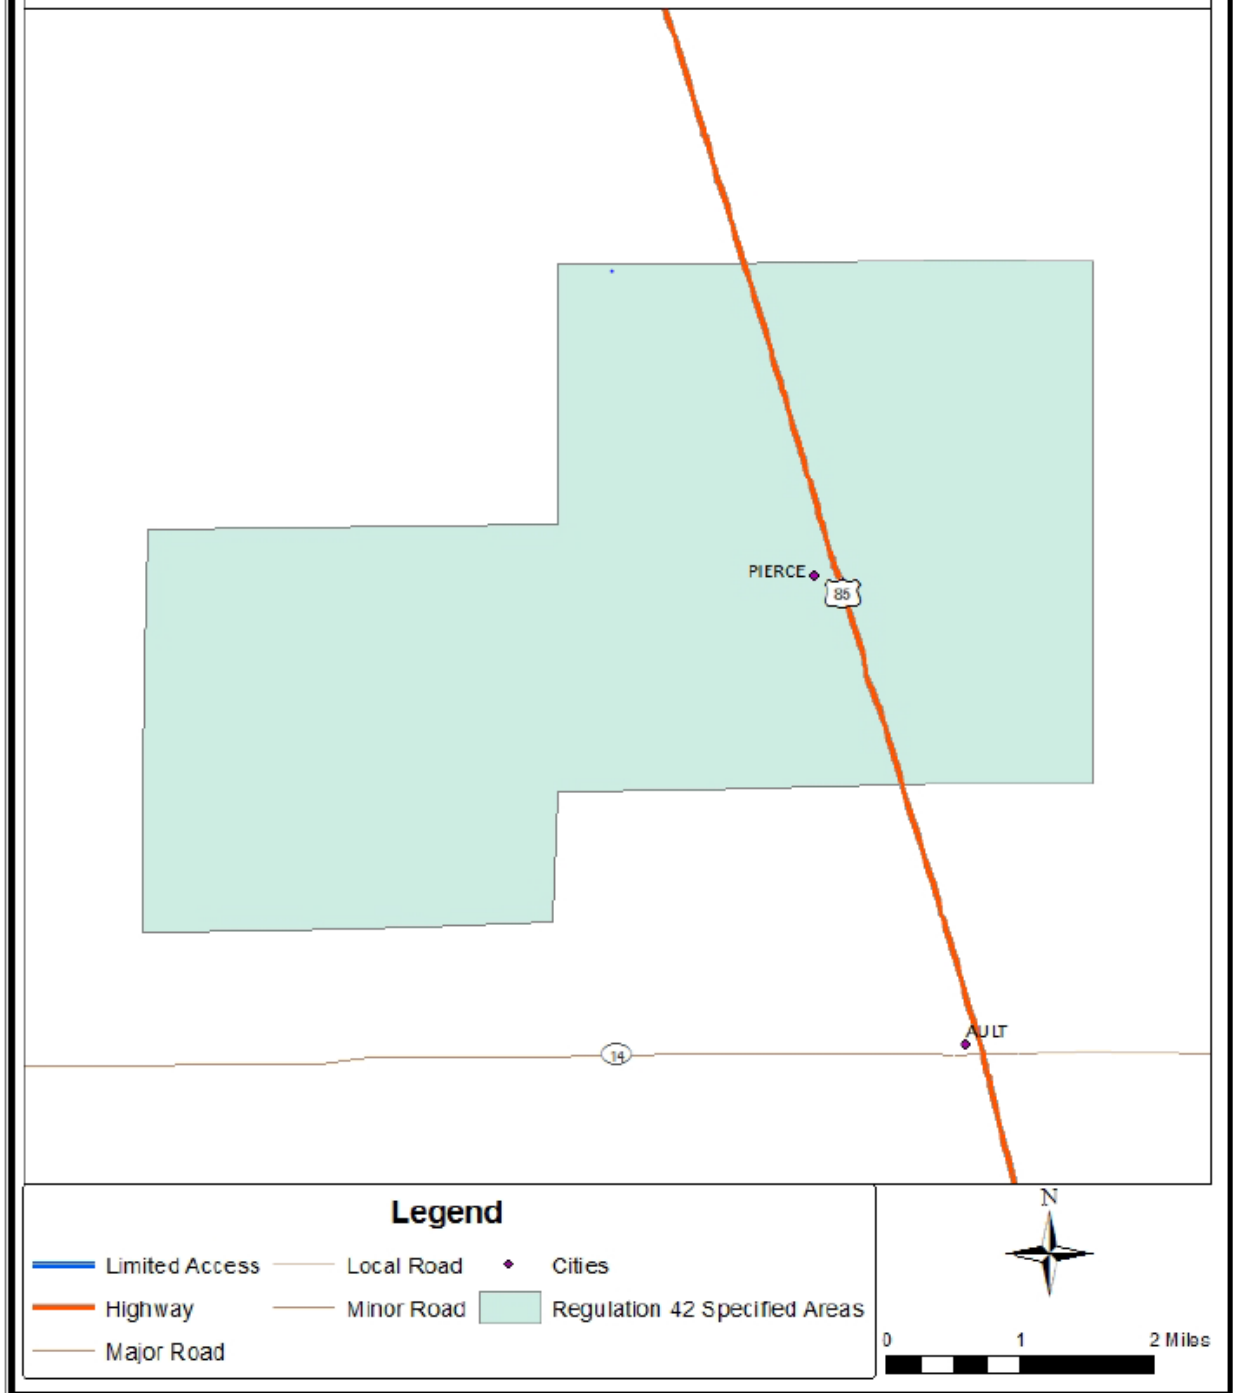 PIERCE
85
AULT
14
N
Legend
Limited Access
Local Road
Cities
Highway
Minor Road
Regulation 42 Specified Areas
Major Road
0 1 2 Miles